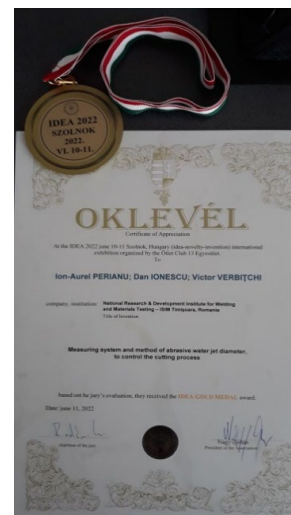 IDEA 2022
SZOLNOK
2022.
VI. 10-11.
OKLEVÉL
Certificate of Appreciation
At the IDEA 2022 june 10-11 Szolnok, Hungary (idea-novelty-invention) international
exhibition organized by the Ötlet Club 13 Egyesület.
To
Ion-Aurel PERIANU; Dan IONESCU; Victor VERBIȚCHI
company, institution: National Research & Development Institute for Welding
and Materials Testing – ISIM Timişoara, Romania
Title of Invention
Measuring system and method of abrasive water jet diameter,
to control the cutting process
based on he jury's evaluation, they received the IDEA GOLD MEDAL award.
Date: june 11, 2022
chairman of the jury
President of the Association